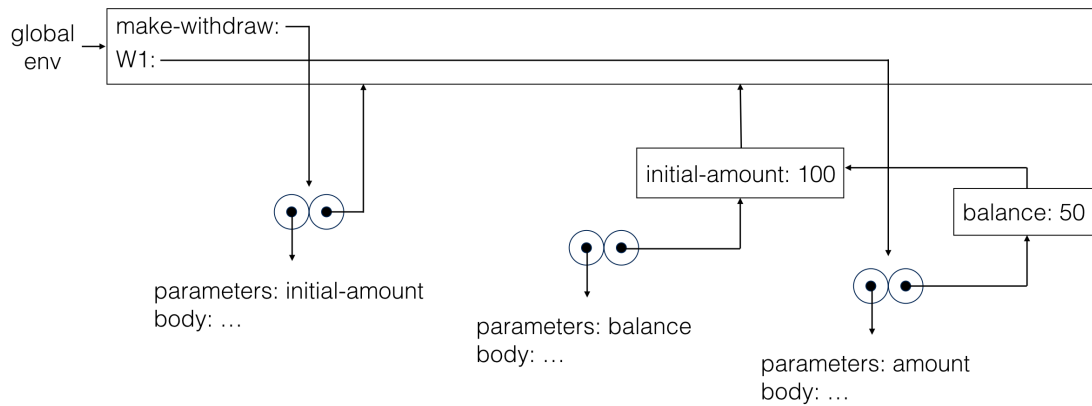 global
env
make-withdraw:
W1:
initial-amount: 100
balance: 50
parameters: initial-amount
body: …
parameters: balance
body: …
parameters: amount
body: …